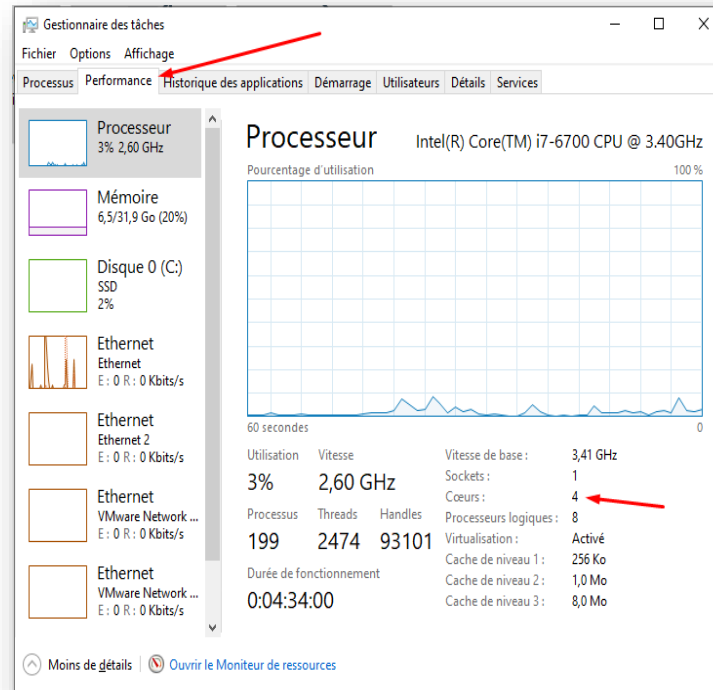 Gestionnaire des tâches
Fichier Options Affichage
Processus Performance Historique des applications Démarrage Utilisateurs Détails Services
Processeur
3% 2,60 GHz
Mémoire
6,5/31,9 Go (20%)
Disque 0 (C:)
SSD
2%
Ethernet
Ethernet
E : 0 R : 0 Kbits/s
Ethernet
Ethernet 2
E : 0 R : 0 Kbits/s
Ethernet
VMware Network ...
E : 0 R : 0 Kbits/s
Ethernet
VMware Network ...
E : 0 R : 0 Kbits/s
Processeur Intel(R) Core(TM) i7-6700 CPU @ 3.40GHz
Pourcentage d'utilisation 100 %
60 secondes 0
Utilisation Vitesse
3% 2,60 GHz
Processus Threads Handles
199 2474 93101
Durée de fonctionnement
0:04:34:00
Vitesse de base : 3,41 GHz
Sockets : 1
Cœurs : 4
Processeurs logiques : 8
Virtualisation : Activé
Cache de niveau 1 : 256 Ko
Cache de niveau 2 : 1,0 Mo
Cache de niveau 3 : 8,0 Mo
Moins de détails Ouvrir le Moniteur de ressources